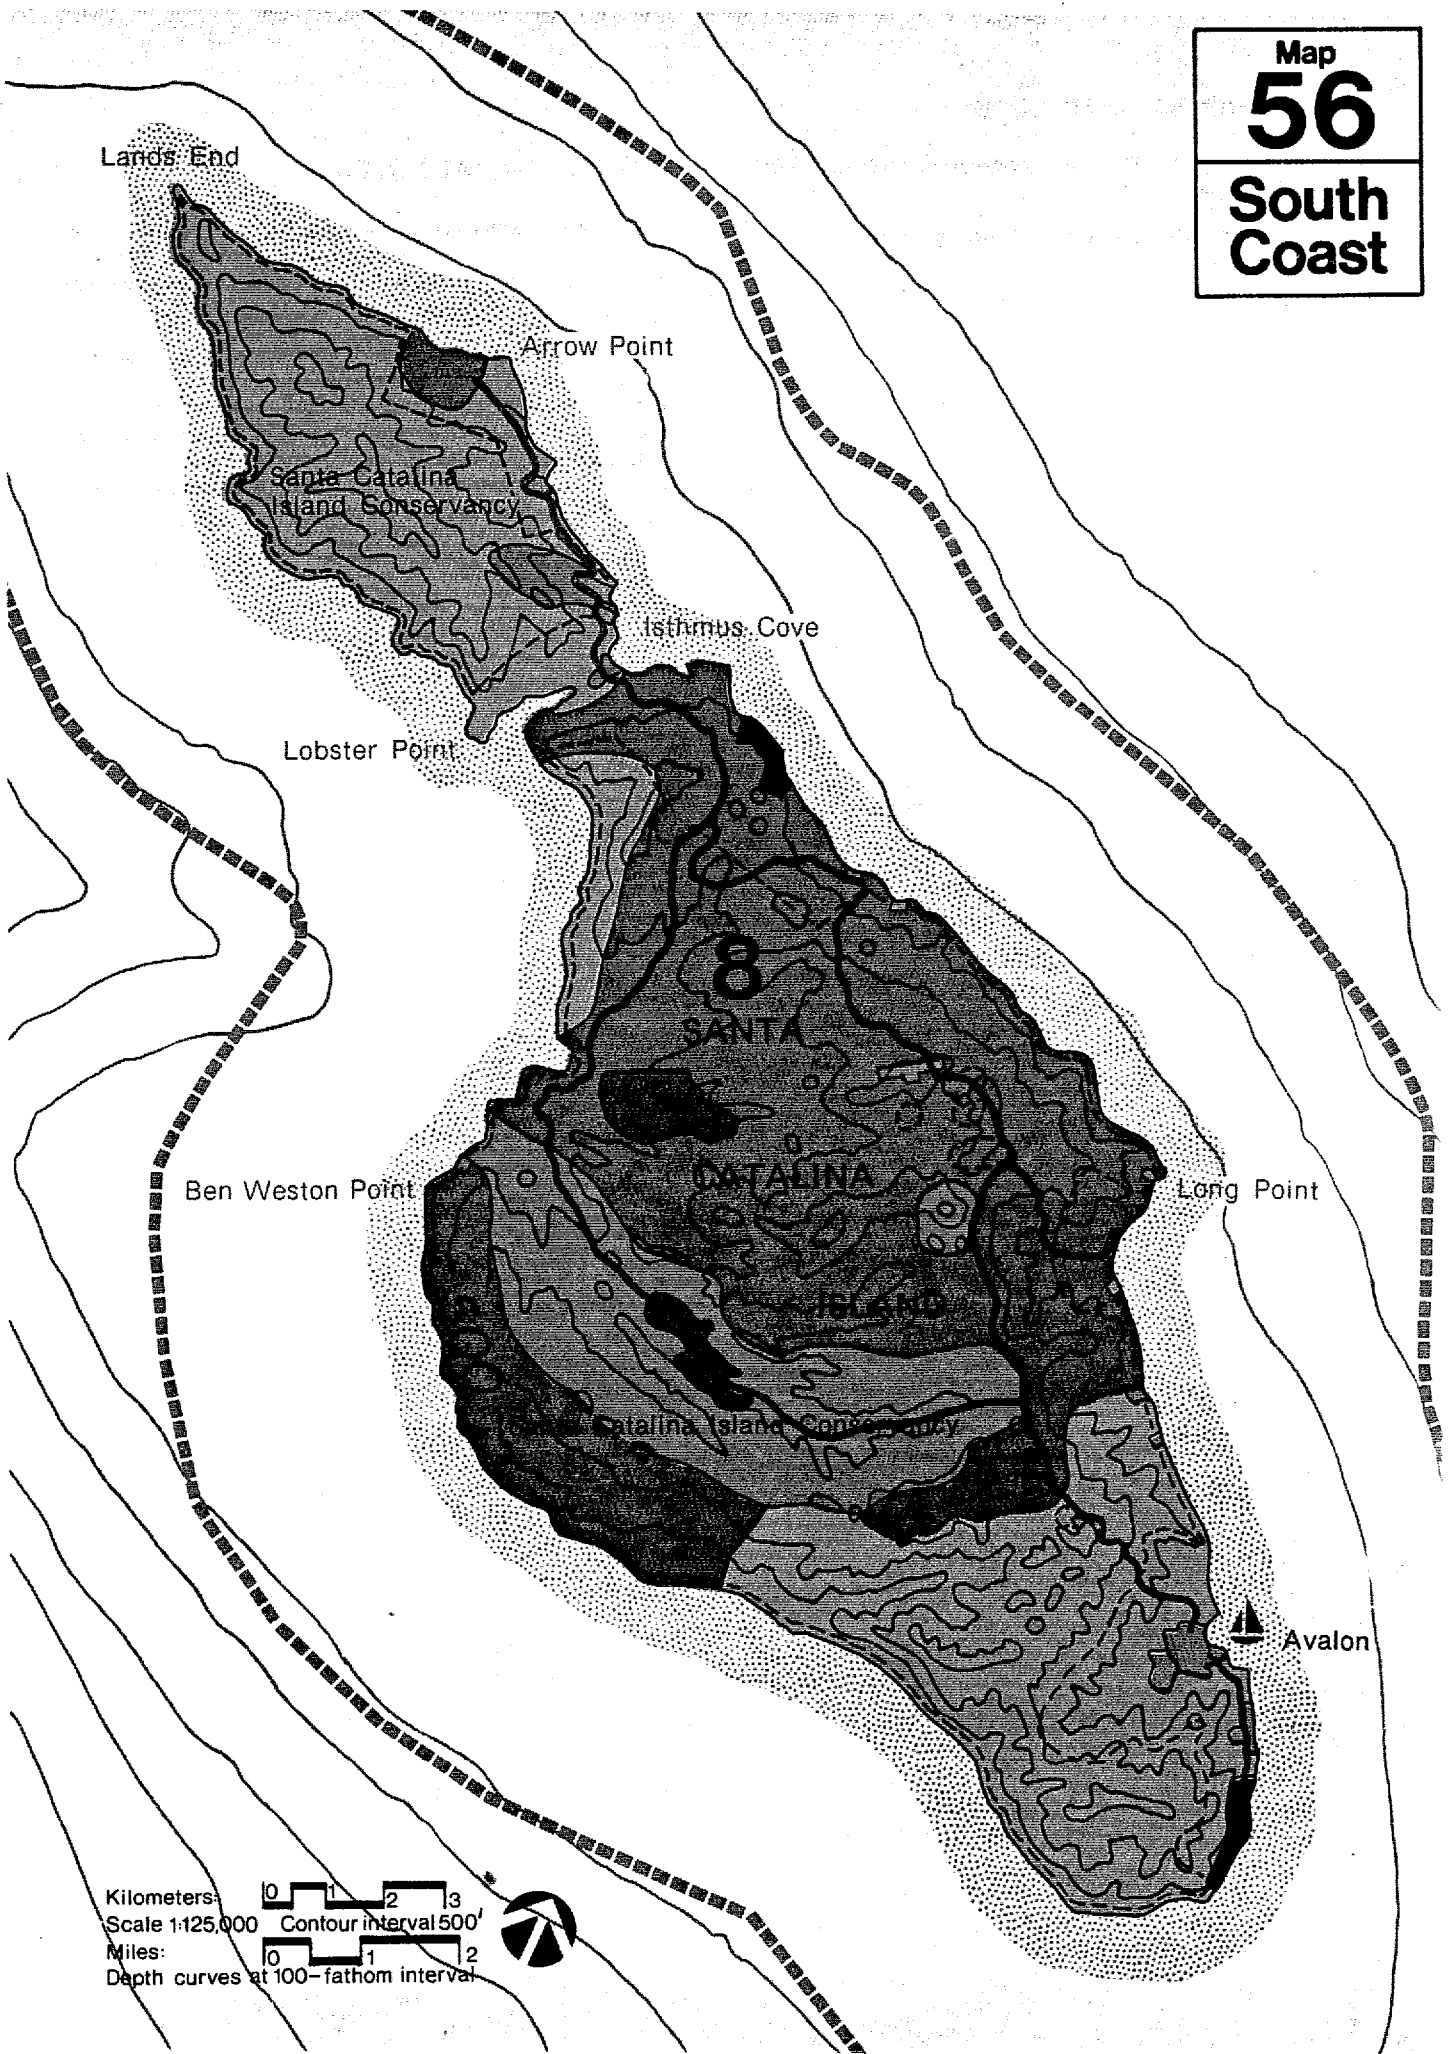 Map
56
South
Coast
Lands End
Arrow Point
Santa Catalina
Island Conservancy
Isthmus Cove
Lobster Point
8
SANTA
CATALINA
Ben Weston Point
Long Point
ISLAND
Catalina Island Conservancy
Avalon
Kilometers: 0 1 2 3
Scale 1:125,000 Contour interval 500'
Miles: 0 1 2
Depth curves at 100-fathom interval